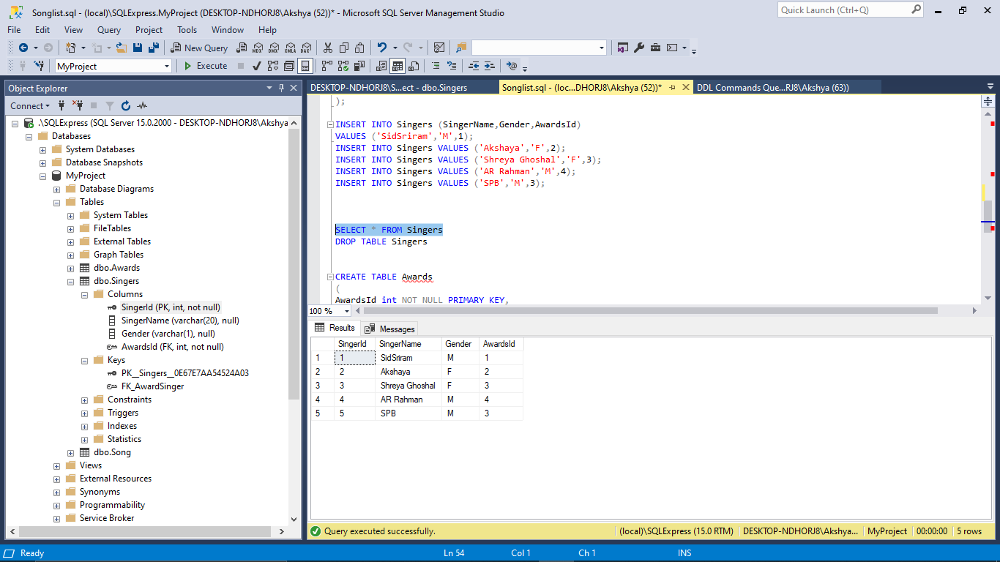 Songlist.sql - (local)\SQLExpress.MyProject (DESKTOP-NDHORJ8\Akshya (52))* - Microsoft SQL Server Management Studio
Quick Launch (Ctrl+Q)
File Edit View Query Project Tools Window Help
New Query MDX DMX XMLA DAX
MyProject Execute
Object Explorer
Connect
.\SQLExpress (SQL Server 15.0.2000 - DESKTOP-NDHORJ8\Akshya
Databases
System Databases
Database Snapshots
MyProject
Database Diagrams
Tables
System Tables
FileTables
External Tables
Graph Tables
dbo.Awards
dbo.Singers
Columns
SingerId (PK, int, not null)
SingerName (varchar(20), null)
Gender (varchar(1), null)
AwardsId (FK, int, not null)
Keys
PK__Singers__0E67E7AA54524A03
FK_AwardSinger
Constraints
Triggers
Indexes
Statistics
dbo.Song
Views
External Resources
Synonyms
Programmability
Service Broker
DESKTOP-NDHORJ8\S...ect - dbo.Singers Songlist.sql - (loc...DHORJ8\Akshya (52))* DDL Commands Que...RJ8\Akshya (63))
);
INSERT INTO Singers (SingerName,Gender,AwardsId)
VALUES ('SidSriram','M',1);
INSERT INTO Singers VALUES ('Akshaya','F',2);
INSERT INTO Singers VALUES ('Shreya Ghoshal','F',3);
INSERT INTO Singers VALUES ('AR Rahman','M',4);
INSERT INTO Singers VALUES ('SPB','M',3);
SELECT * FROM Singers
DROP TABLE Singers
CREATE TABLE Awards
(
AwardsId int NOT NULL PRIMARY KEY,
100 %
Results Messages
SingerId SingerName Gender AwardsId
1 1 SidSriram M 1
2 2 Akshaya F 2
3 3 Shreya Ghoshal F 3
4 4 AR Rahman M 4
5 5 SPB M 3
Query executed successfully. (local)\SQLExpress (15.0 RTM) DESKTOP-NDHORJ8\Akshya... MyProject 00:00:00 5 rows
Ready Ln 54 Col 1 Ch 1 INS